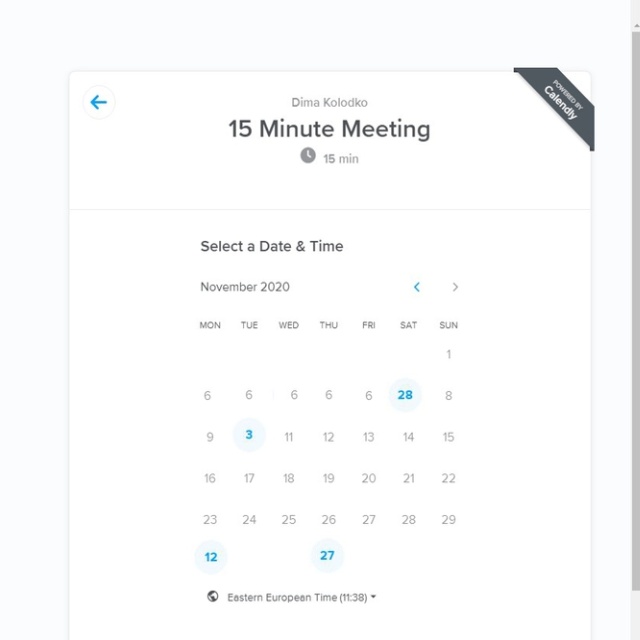 POWERED BY
Calendly
Dima Kolodko
15 Minute Meeting
15 min
Select a Date & Time
November 2020
MON TUE WED THU FRI SAT SUN
1
6 6 6 6 6 28 8
9 3 11 12 13 14 15
16 17 18 19 20 21 22
23 24 25 26 27 28 29
12 27
Eastern European Time (11:38)